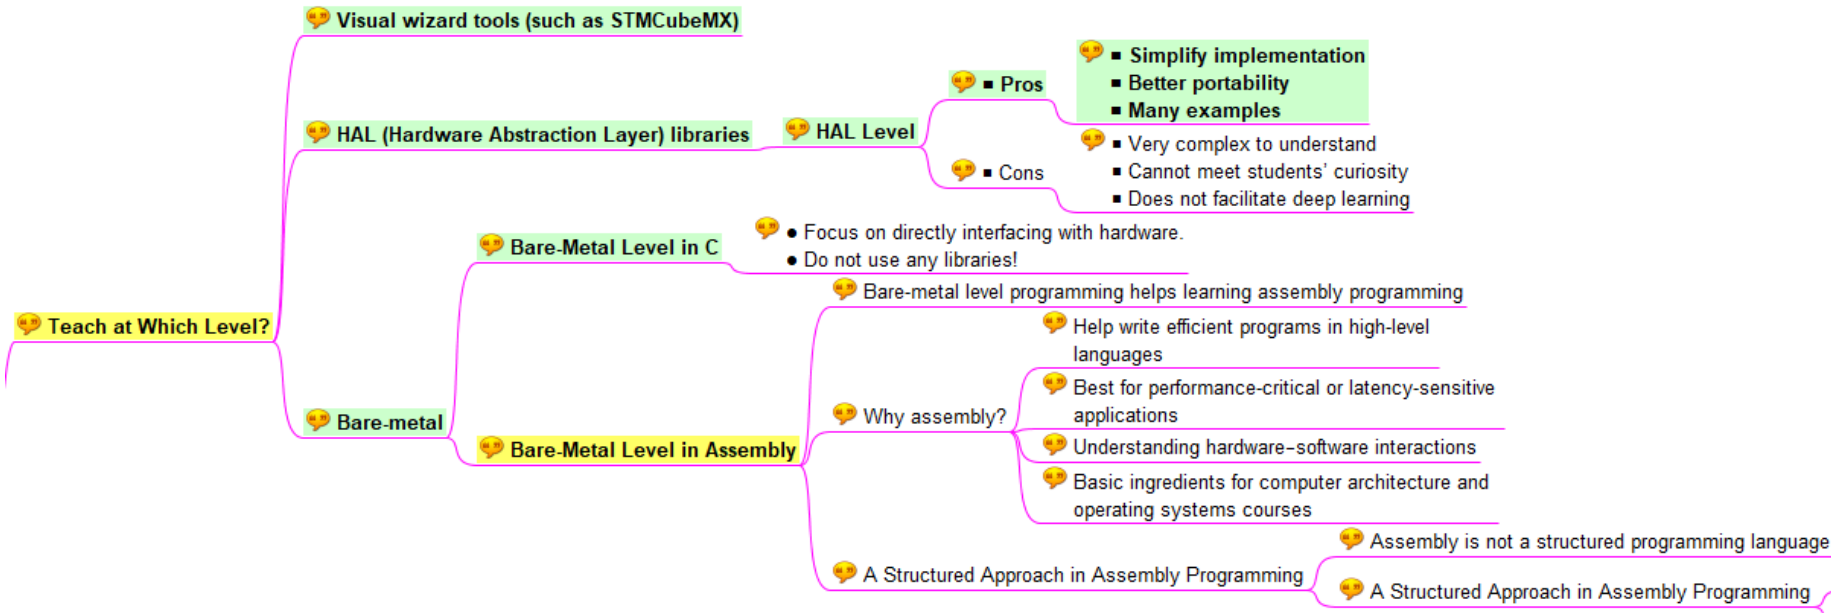 Visual wizard tools (such as STMCubeMX)
HAL (Hardware Abstraction Layer) libraries
HAL Level
■ Pros
■ Simplify implementation
■ Better portability
■ Many examples
■ Cons
■ Very complex to understand
■ Cannot meet students’ curiosity
■ Does not facilitate deep learning
Teach at Which Level?
Bare-metal
Bare-Metal Level in C
● Focus on directly interfacing with hardware.
● Do not use any libraries!
Bare-Metal Level in Assembly
Bare-metal level programming helps learning assembly programming
Why assembly?
Help write efficient programs in high-level
languages
Best for performance-critical or latency-sensitive
applications
Understanding hardware–software interactions
Basic ingredients for computer architecture and
operating systems courses
A Structured Approach in Assembly Programming
Assembly is not a structured programming language
A Structured Approach in Assembly Programming